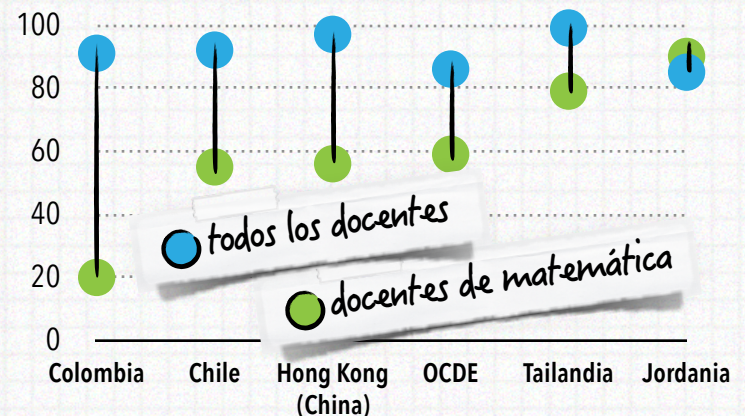 100
80
60
40
20
0
todos los docentes
docentes de matemática
Colombia
Chile
Hong Kong
(China)
OCDE
Tailandia
Jordania